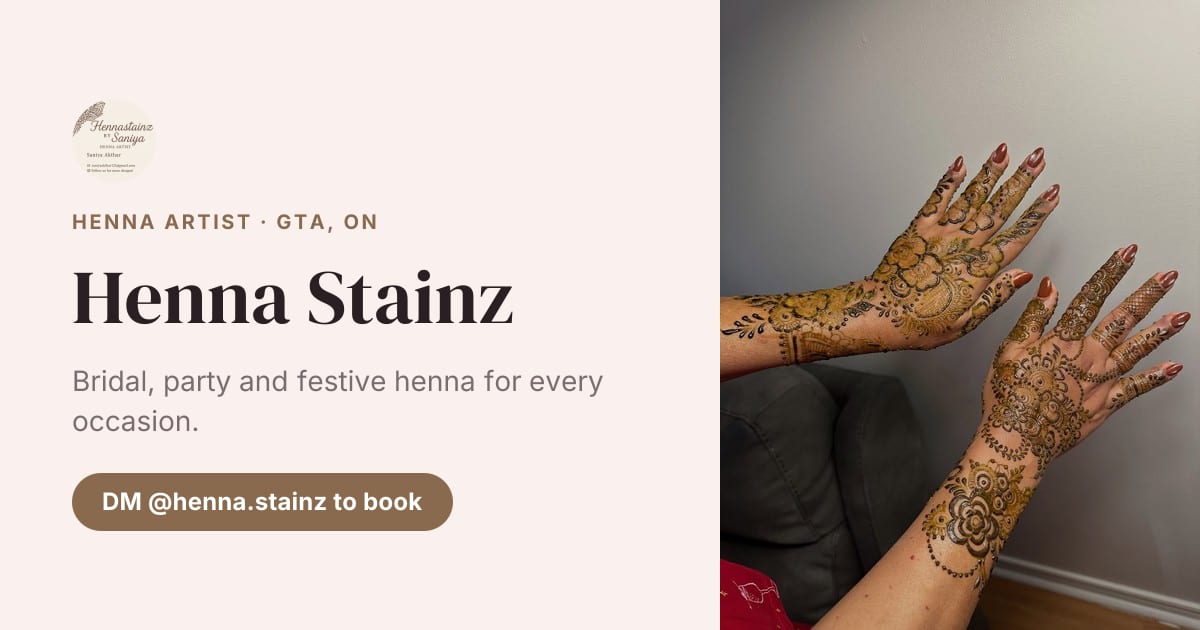 Hennastainz
BY
Saniya
HENNA ARTIST
Saniya Akthar
HENNA ARTIST · GTA, ON
Henna Stainz
Bridal, party and festive henna for every
occasion.
DM @henna.stainz to book